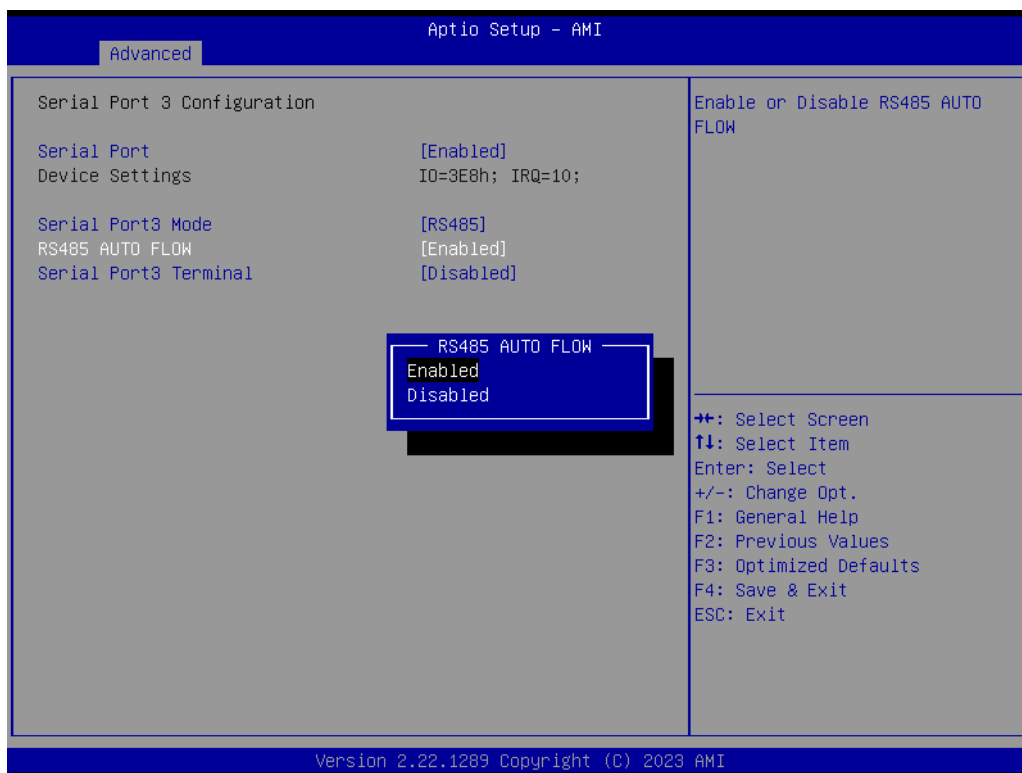 Aptio Setup – AMI
Advanced
Serial Port 3 Configuration
Serial Port [Enabled]
Device Settings IO=3E8h; IRQ=10;
Serial Port3 Mode [RS485]
RS485 AUTO FLOW [Enabled]
Serial Port3 Terminal [Disabled]
RS485 AUTO FLOW
Enabled
Disabled
Enable or Disable RS485 AUTO
FLOW
→←: Select Screen
↑↓: Select Item
Enter: Select
+/-: Change Opt.
F1: General Help
F2: Previous Values
F3: Optimized Defaults
F4: Save & Exit
ESC: Exit
Version 2.22.1289 Copyright (C) 2023 AMI